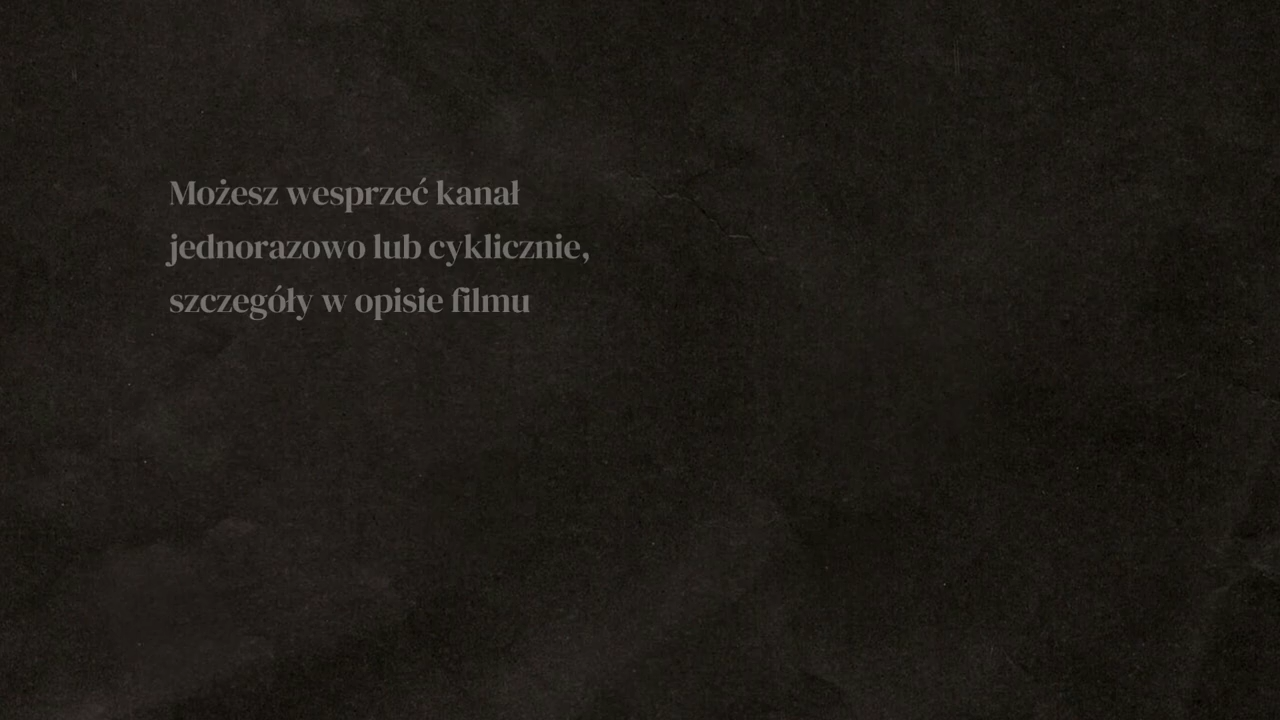 Możesz wesprzeć kanał
jednorazowo lub cyklicznie,
szczegóły w opisie filmu